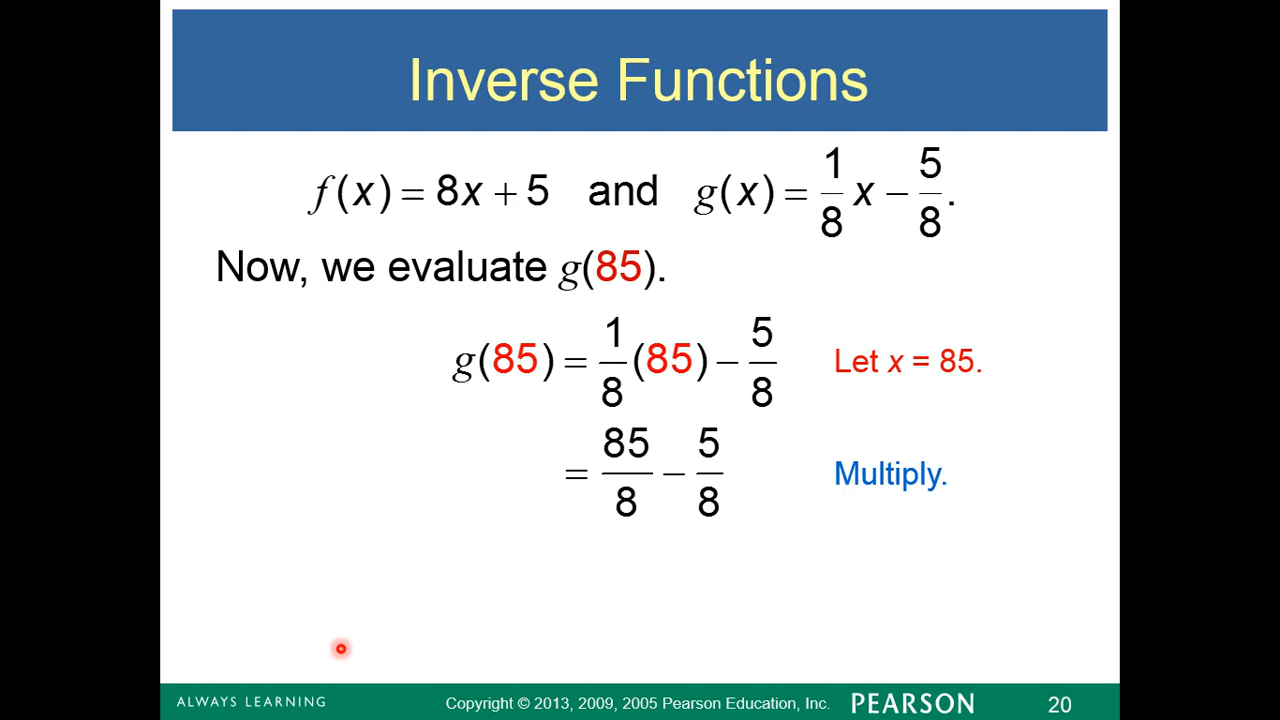 Inverse Functions
f(x) = 8x + 5 and g(x) = 1/8 x − 5/8.
Now, we evaluate g(85).
g(85) = 1/8 (85) − 5/8 Let x = 85.
= 85/8 − 5/8 Multiply.
ALWAYS LEARNING Copyright © 2013, 2009, 2005 Pearson Education, Inc. PEARSON 20